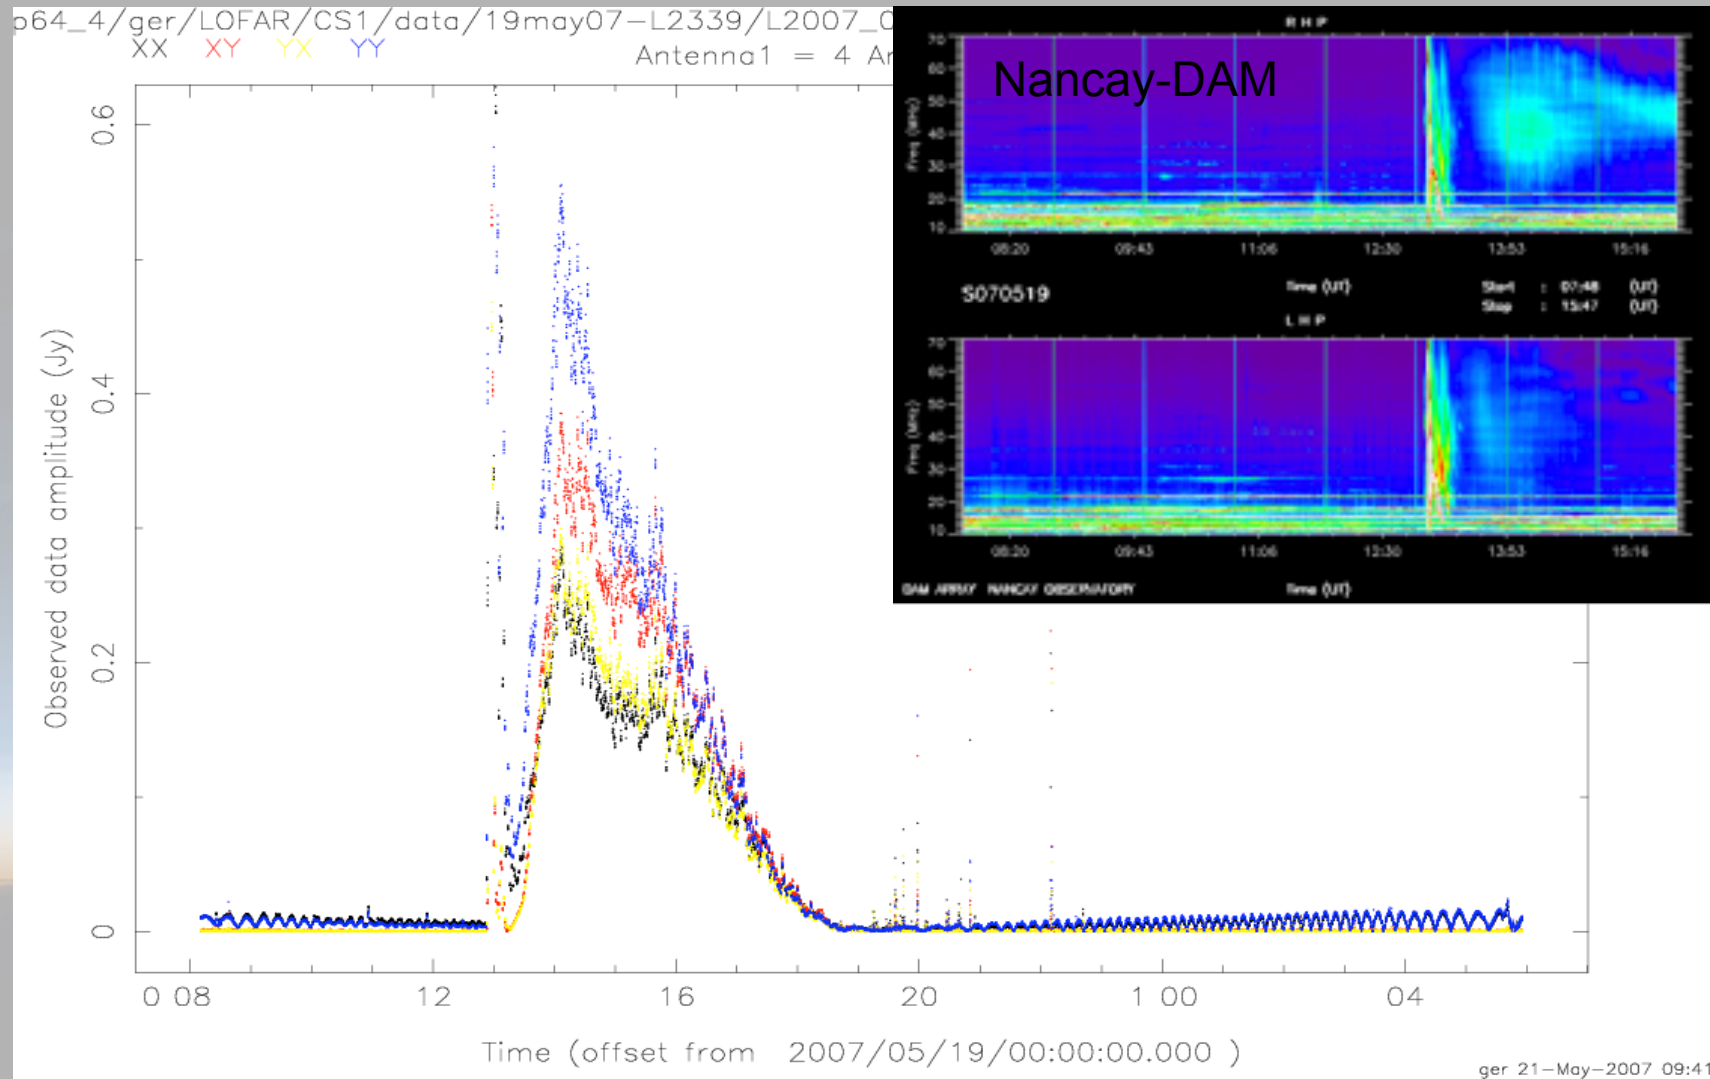 p64_4/ger/LOFAR/CS1/data/19may07-L2339/L2007_0
XX XY YX YY
Antenna1 = 4 Ar
0.6
0.4
0.2
0
Observed data amplitude (Jy)
0 08 12 16 20 1 00 04
Time (offset from 2007/05/19/00:00:00.000 )
ger 21-May-2007 09:41
RHP
Nancay-DAM
70
60
50
40
30
20
10
Freq (MHz)
08:20 09:43 11:06 12:30 13:53 15:16
S070519
Time (UT)
Start : 07:48 (UT)
Stop : 15:47 (UT)
LHP
70
60
50
40
30
20
10
Freq (MHz)
08:20 09:43 11:06 12:30 13:53 15:16
DAM ARRAY NANCAY OBSERVATORY
Time (UT)